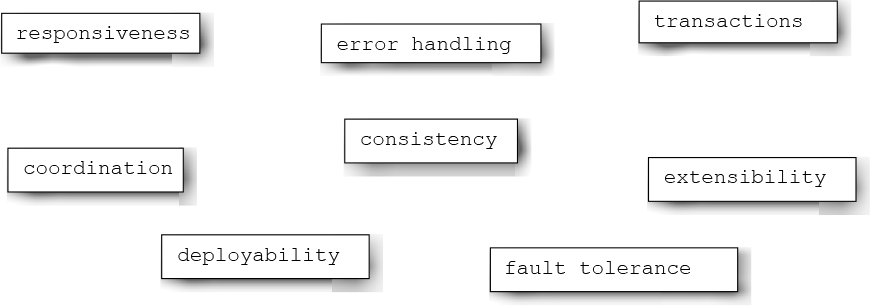 responsiveness
error handling
transactions
coordination
consistency
extensibility
deployability
fault tolerance